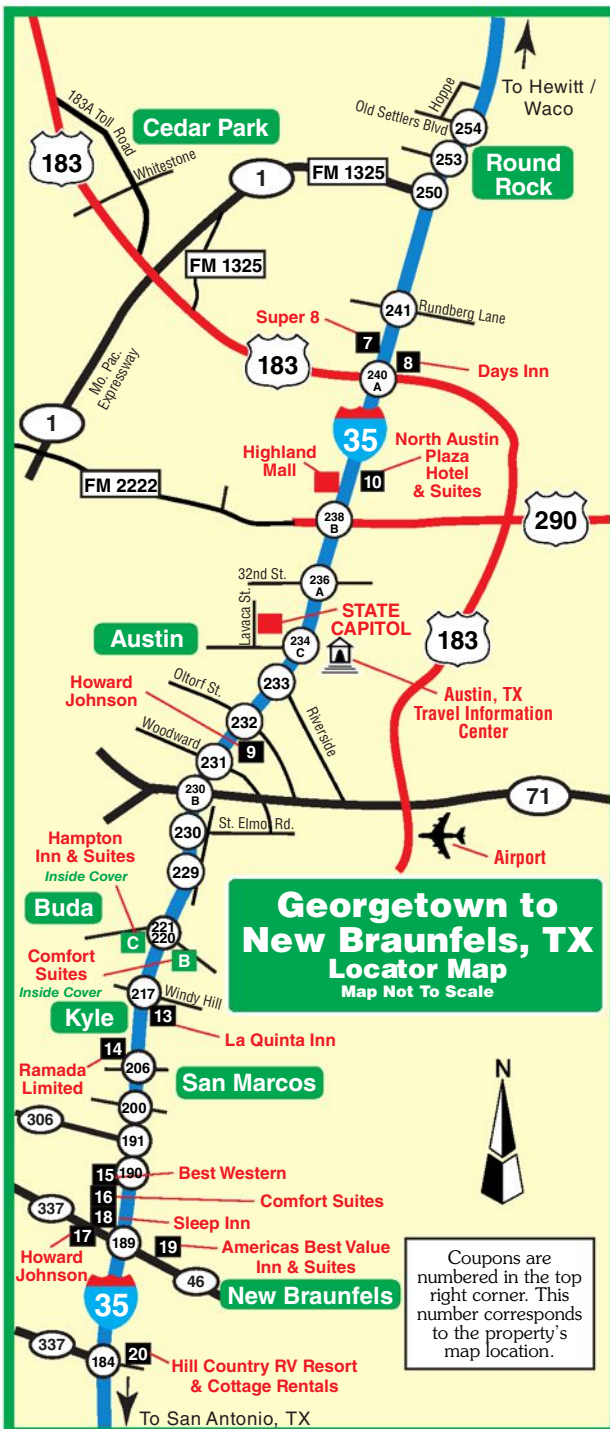 To Hewitt /
Waco
Hoppe
Old Settlers Blvd
254
183A Toll
Road
Cedar Park
253
Round
Rock
183
Whitestone
1
FM 1325
250
FM 1325
241
Rundberg Lane
Super 8
7
8
Days Inn
183
240
A
Mo. Pac.
Expressway
1
35
Highland
Mall
North Austin
Plaza
Hotel
& Suites
10
FM 2222
238
B
290
32nd St.
236
A
Lavaca St.
STATE
CAPITOL
183
Austin
234
C
Howard
Johnson
Oltorf St.
233
Austin, TX
Travel Information
Center
232
Riverside
Woodward
9
231
230
B
71
230
St. Elmo Rd.
Hampton
Inn & Suites
Inside Cover
Airport
229
Buda
C
221
220
B
Comfort
Suites
Inside Cover
Georgetown to
New Braunfels, TX
Locator Map
Map Not To Scale
217
Windy Hill
Kyle
13
La Quinta Inn
14
Ramada
Limited
206
San Marcos
N
200
306
191
15
190
Best Western
16
Comfort Suites
337
18
Sleep Inn
17
Howard
Johnson
189
19
Americas Best Value
Inn & Suites
46
New Braunfels
35
Coupons are
numbered in the top
right corner. This
number corresponds
to the property's
map location.
337
184
20
Hill Country RV Resort
& Cottage Rentals
To San Antonio, TX